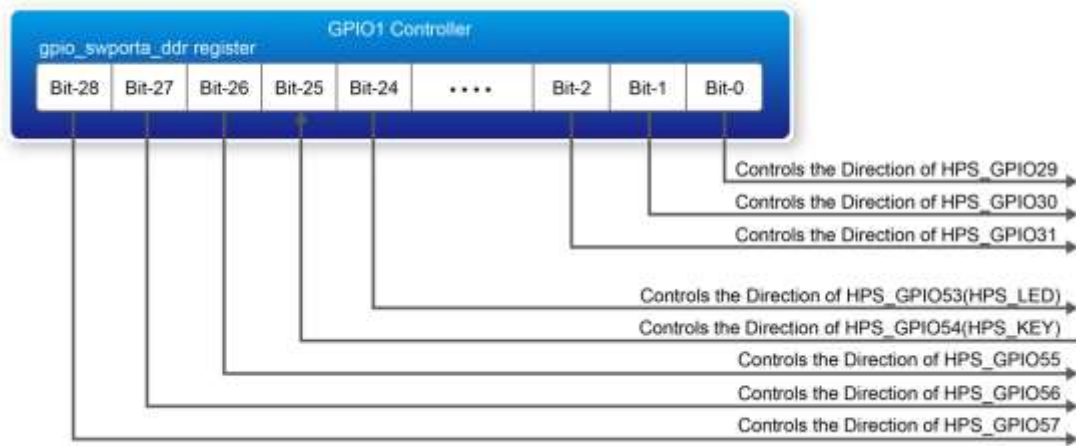 GPIO1 Controller
gpio_swporta_ddr register
Bit-28 Bit-27 Bit-26 Bit-25 Bit-24 •••• Bit-2 Bit-1 Bit-0
Controls the Direction of HPS_GPIO29
Controls the Direction of HPS_GPIO30
Controls the Direction of HPS_GPIO31
Controls the Direction of HPS_GPIO53(HPS_LED)
Controls the Direction of HPS_GPIO54(HPS_KEY)
Controls the Direction of HPS_GPIO55
Controls the Direction of HPS_GPIO56
Controls the Direction of HPS_GPIO57